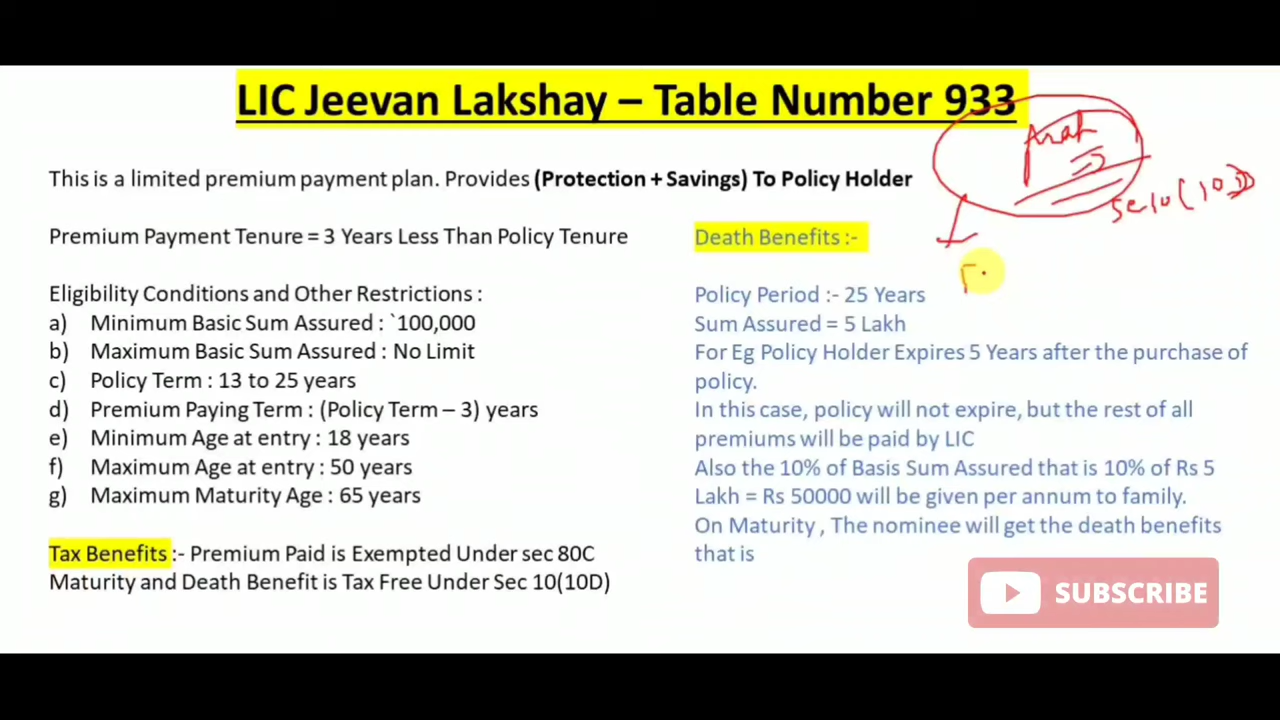 LIC Jeevan Lakshay – Table Number 933
This is a limited premium payment plan. Provides (Protection + Savings) To Policy Holder
Premium Payment Tenure = 3 Years Less Than Policy Tenure
Eligibility Conditions and Other Restrictions :
a) Minimum Basic Sum Assured : `100,000
b) Maximum Basic Sum Assured : No Limit
c) Policy Term : 13 to 25 years
d) Premium Paying Term : (Policy Term – 3) years
e) Minimum Age at entry : 18 years
f) Maximum Age at entry : 50 years
g) Maximum Maturity Age : 65 years
Tax Benefits :- Premium Paid is Exempted Under sec 80C
Maturity and Death Benefit is Tax Free Under Sec 10(10D)
Death Benefits :-
Policy Period :- 25 Years
Sum Assured = 5 Lakh
For Eg Policy Holder Expires 5 Years after the purchase of
policy.
In this case, policy will not expire, but the rest of all
premiums will be paid by LIC
Also the 10% of Basis Sum Assured that is 10% of Rs 5
Lakh = Rs 50000 will be given per annum to family.
On Maturity , The nominee will get the death benefits
that is
(10D)
SUBSCRIBE